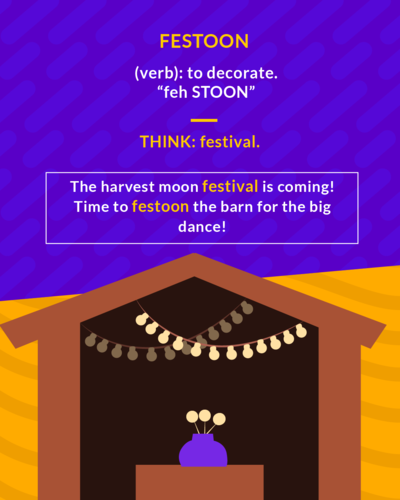 FESTOON
(verb): to decorate.
“feh STOON”
THINK: festival.
The harvest moon festival is coming!
Time to festoon the barn for the big
dance!